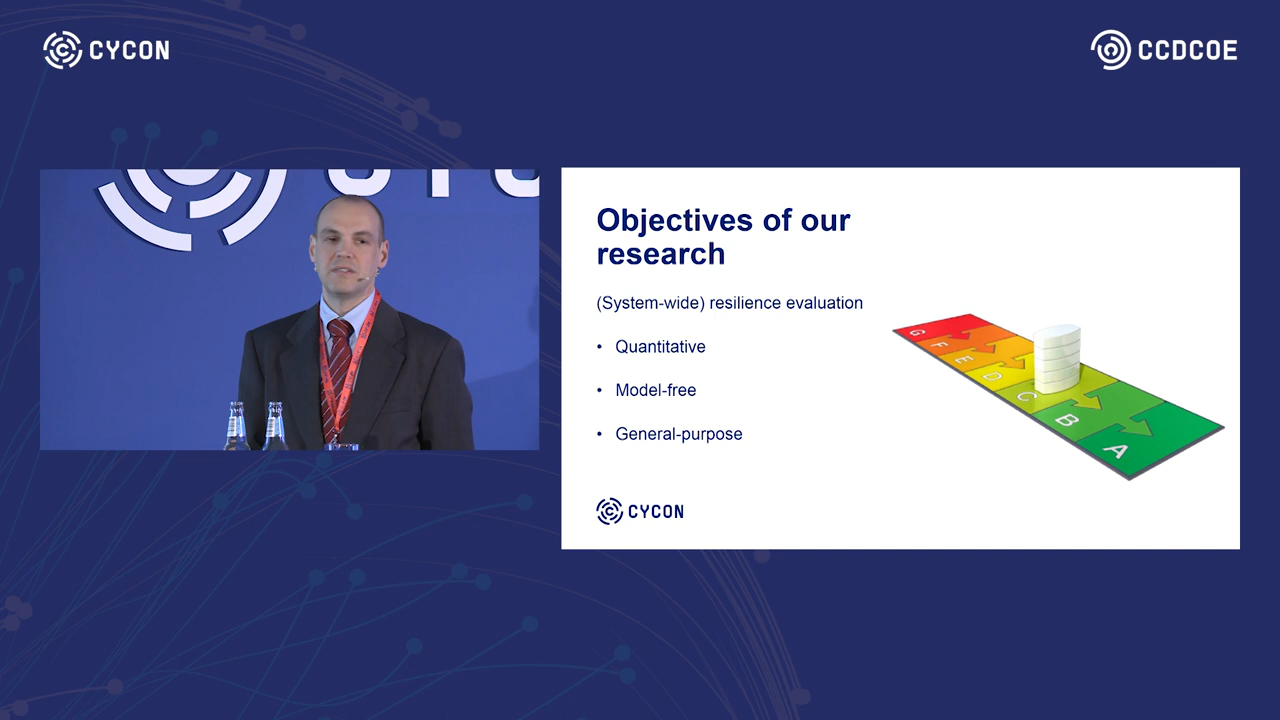 CYCON
CCDCOE
Objectives of our
research
(System-wide) resilience evaluation
• Quantitative
• Model-free
• General-purpose
G
F
E
D
C
B
A
CYCON